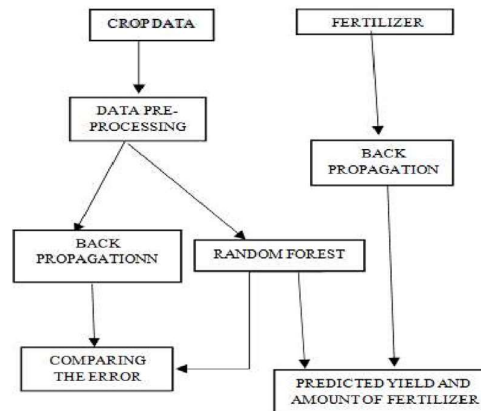 CROP DATA
FERTILIZER
DATA PRE-
PROCESSING
BACK
PROPAGATION
BACK
PROPAGATIONN
RANDOM FOREST
COMPARING
THE ERROR
PREDICTED YIELD AND
AMOUNT OF FERTILIZER